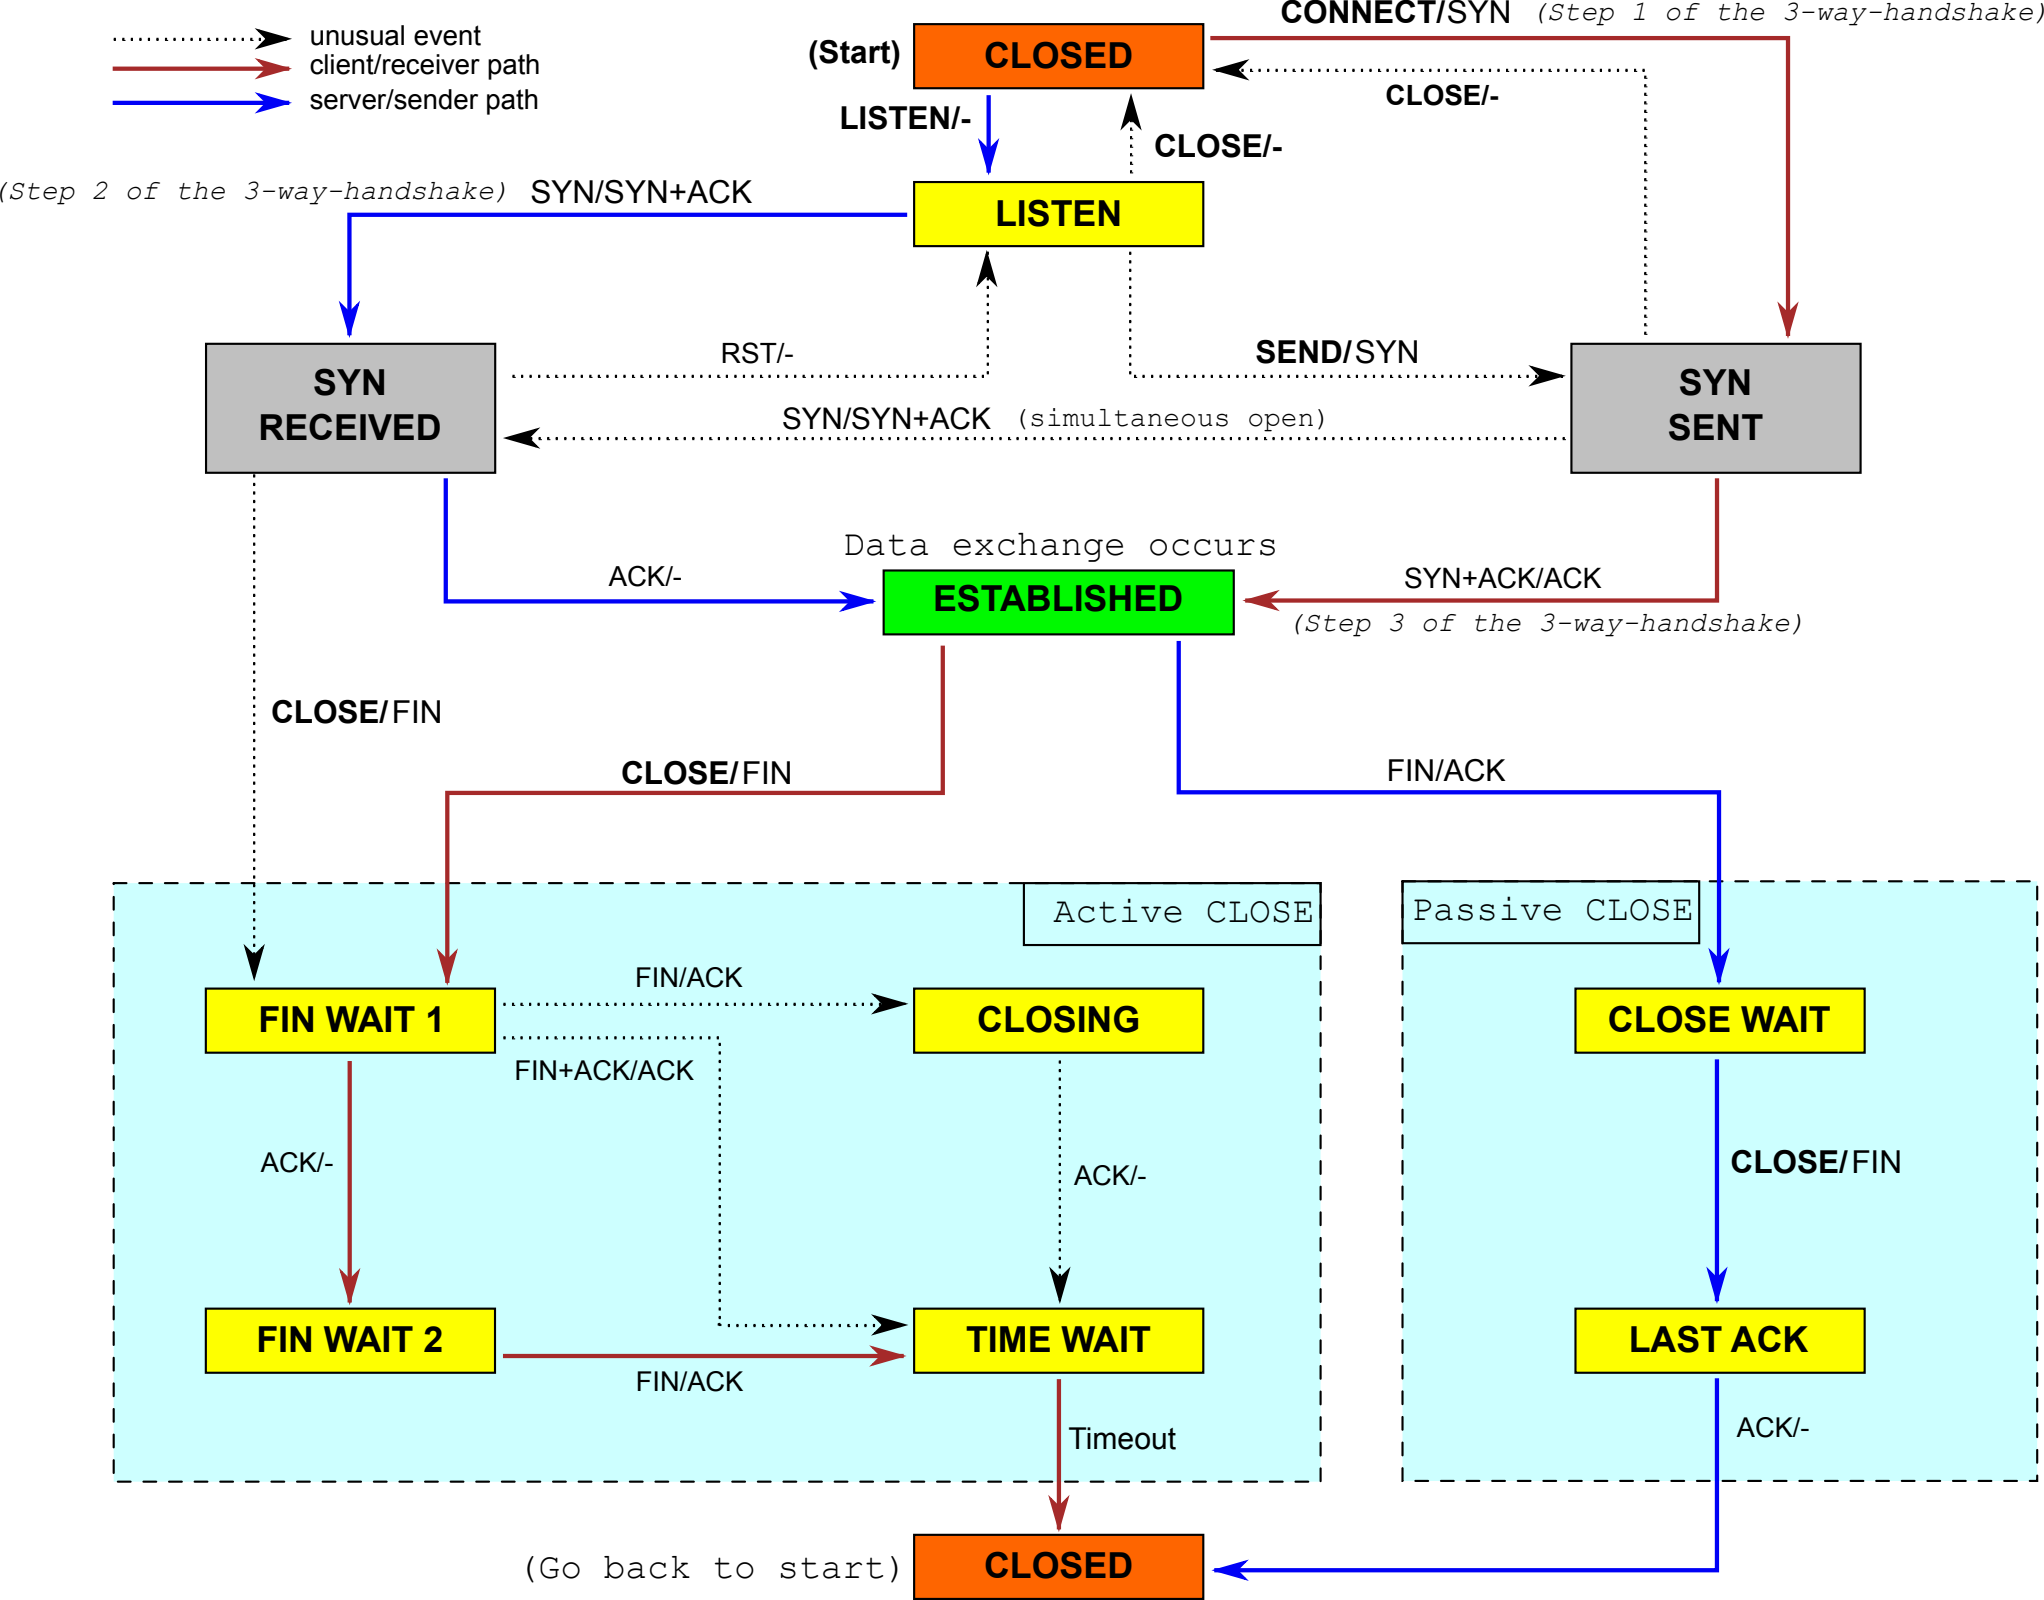 CONNECT/SYN (Step 1 of the 3-way-handshake)
unusual event
client/receiver path
server/sender path
(Start)
CLOSED
CLOSE/-
LISTEN/-
CLOSE/-
(Step 2 of the 3-way-handshake) SYN/SYN+ACK
LISTEN
RST/-
SEND/SYN
SYN
RECEIVED
SYN/SYN+ACK (simultaneous open)
SYN
SENT
Data exchange occurs
ACK/-
ESTABLISHED
SYN+ACK/ACK
(Step 3 of the 3-way-handshake)
CLOSE/FIN
CLOSE/FIN
FIN/ACK
Active CLOSE
Passive CLOSE
FIN WAIT 1
FIN/ACK
CLOSING
CLOSE WAIT
FIN+ACK/ACK
ACK/-
ACK/-
CLOSE/FIN
FIN WAIT 2
TIME WAIT
LAST ACK
FIN/ACK
Timeout
ACK/-
(Go back to start)
CLOSED